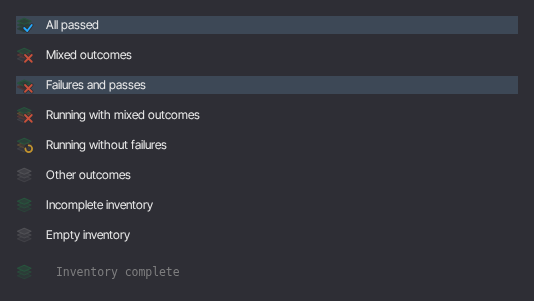 All passed
Mixed outcomes
Failures and passes
Running with mixed outcomes
Running without failures
Other outcomes
Incomplete inventory
Empty inventory
Inventory complete